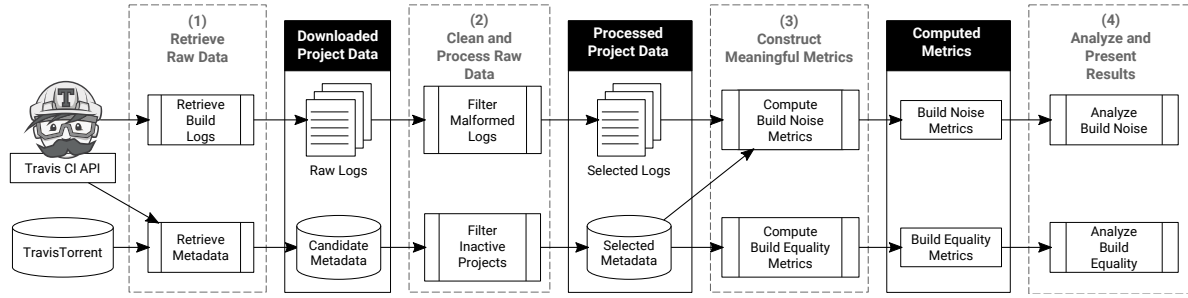 (1)
Retrieve
Raw Data
Downloaded
Project Data
(2)
Clean and
Process Raw
Data
Processed
Project Data
(3)
Construct
Meaningful Metrics
Computed
Metrics
(4)
Analyze and
Present
Results
T
Travis CI API
Retrieve
Build
Logs
Raw Logs
Filter
Malformed
Logs
Selected Logs
Compute
Build Noise
Metrics
Build Noise
Metrics
Analyze
Build Noise
TravisTorrent
Retrieve
Metadata
Candidate
Metadata
Filter
Inactive
Projects
Selected
Metadata
Compute
Build Equality
Metrics
Build Equality
Metrics
Analyze
Build
Equality